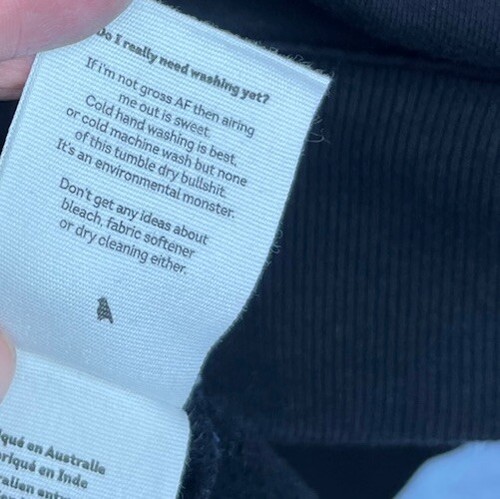 Do I really need washing yet?
If i'm not gross AF then airing
me out is sweet.
Cold hand washing is best,
or cold machine wash but none
of this tumble dry bullshit.
It's an environmental monster.
Don't get any ideas about
bleach, fabric softener
or dry cleaning either.
qué en Australie
riqué en Inde